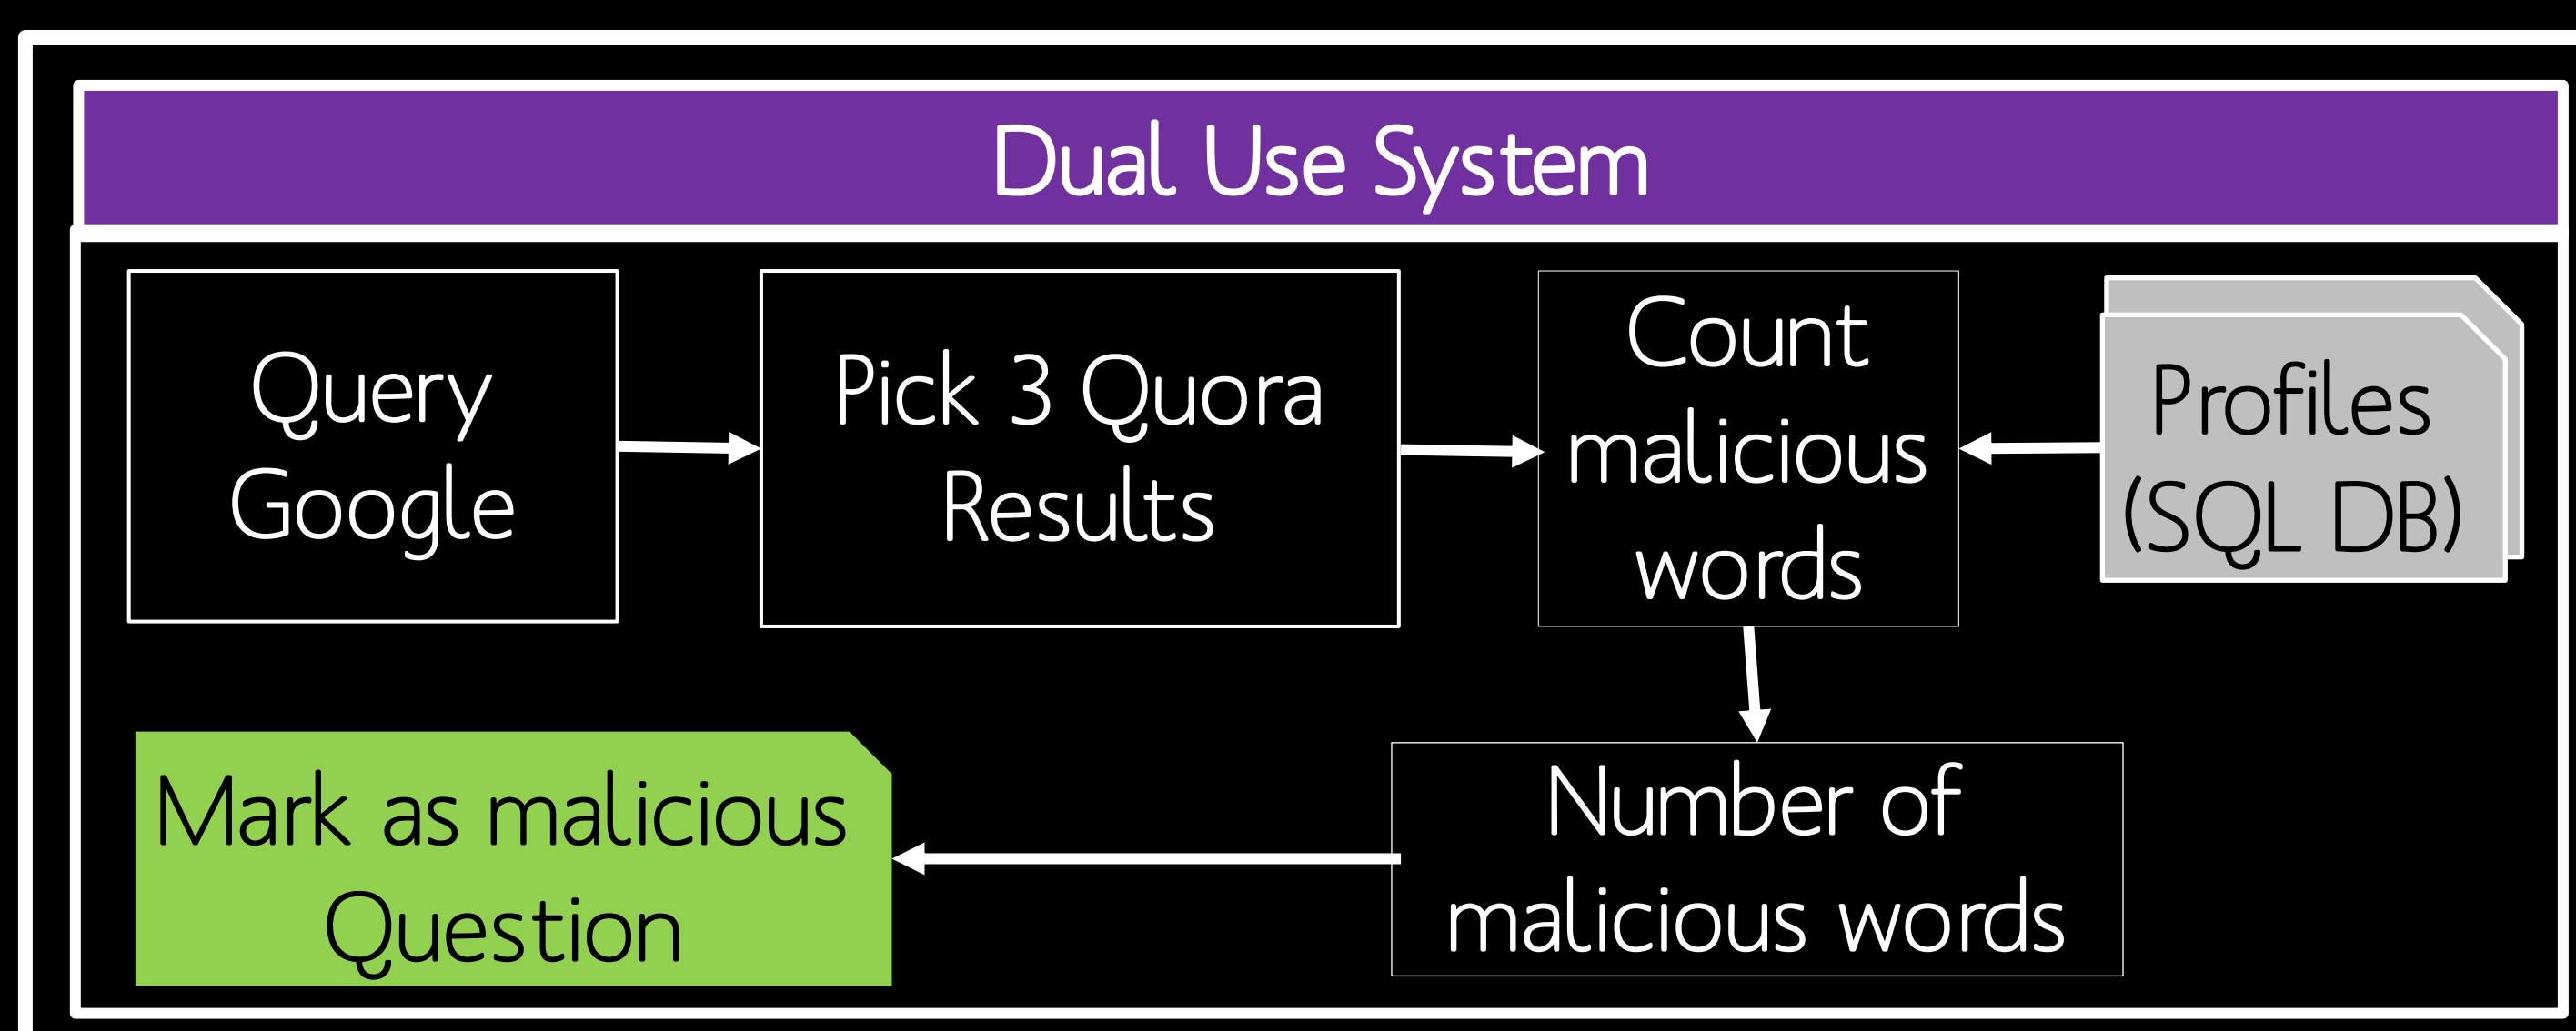 Dual Use System
Query
Google
Pick 3 Quora
Results
Count
malicious
words
Profiles
(SQL DB)
Mark as malicious
Question
Number of
malicious words